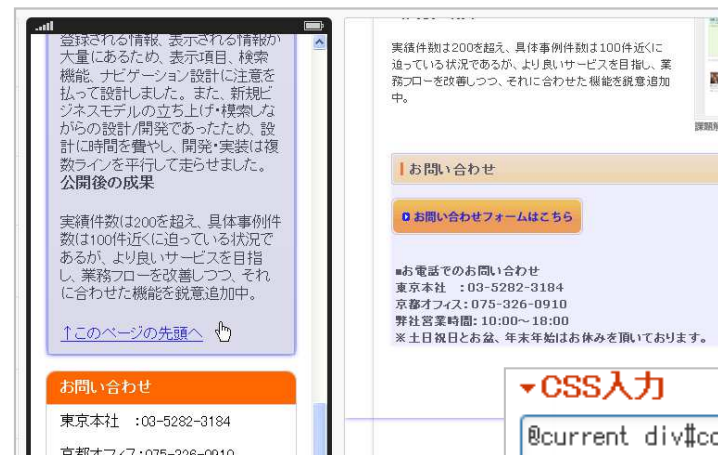 登録される情報、表示される情報が
大量にあるため、表示項目、検索
機能、ナビゲーション設計に注意を
払って設計しました。また、新規ビ
ジネスモデルの立ち上げ・模索しな
がらの設計/開発であったため、設
計に時間を費やし、開発・実装は複
数ラインを平行して走らせました。
公開後の成果
実績件数は200を超え、具体事例件
数は100件近くに迫っている状況で
あるが、より良いサービスを目指
し、業務フローを改善しつつ、それ
に合わせた機能を鋭意追加中。
↑このページの先頭へ
お問い合わせ
東京本社 :03-5282-3184
京都オフィス:075-326-0910
実績件数は200を超え、具体事例件数は100件近くに
迫っている状況であるが、より良いサービスを目指し、業
務フローを改善しつつ、それに合わせた機能を鋭意追加
中。
お問い合わせ
お問い合わせフォームはこちら
■お電話でのお問い合わせ
東京本社 :03-5282-3184
京都オフィス:075-326-0910
弊社営業時間:10:00~18:00
※土日祝日とお盆、年末年始はお休みを頂いております。
▼CSS入力
@current div#co